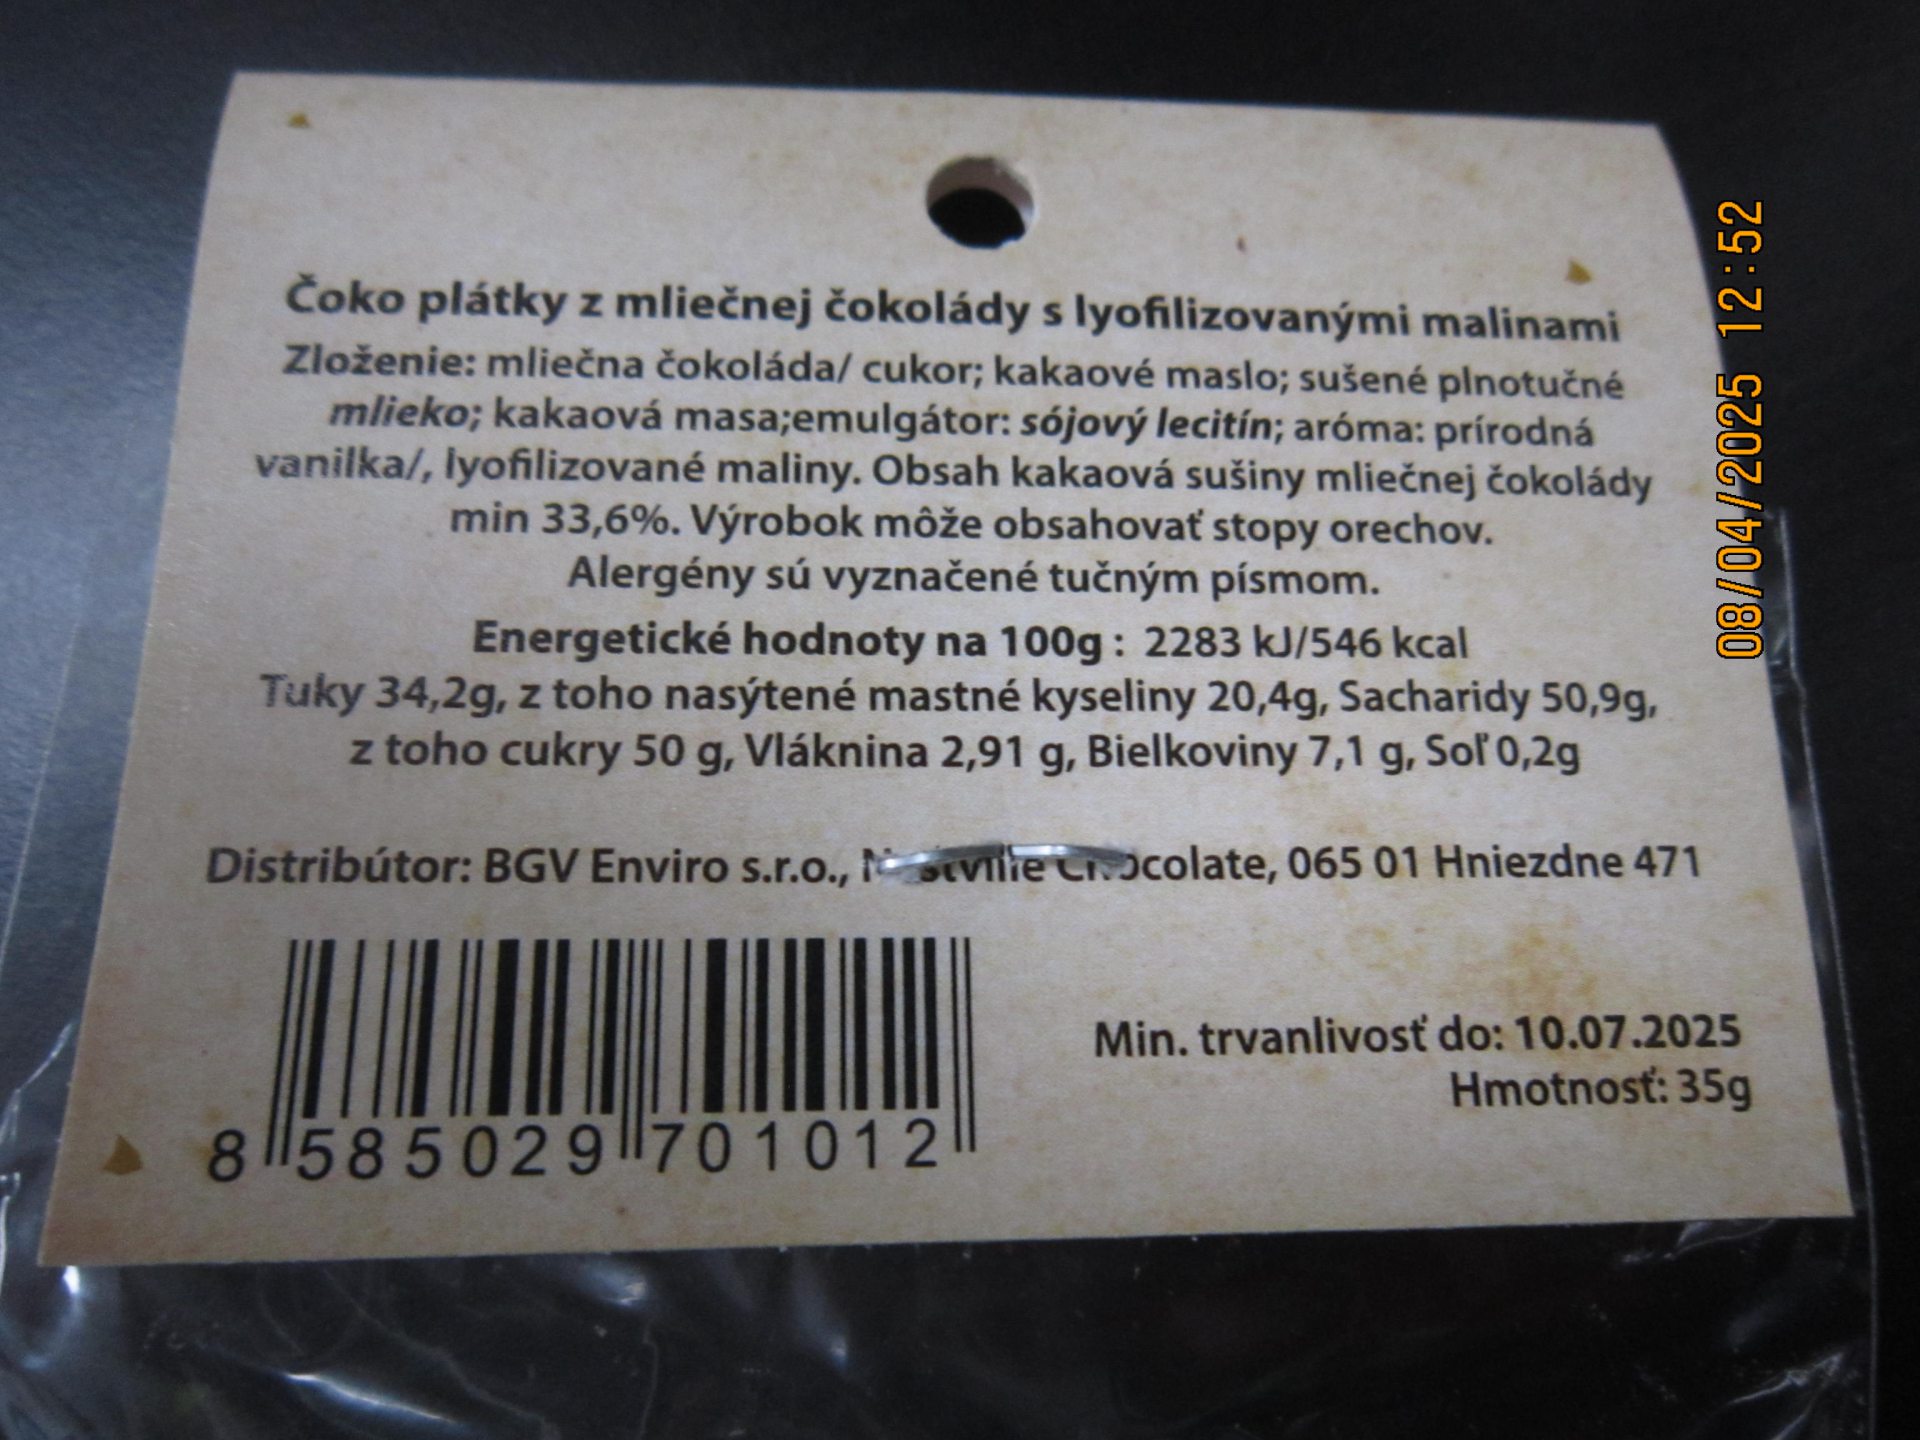 Čoko plátky z mliečnej čokolády s lyofilizovanými malinami
Zloženie: mliečna čokoláda/ cukor; kakaové maslo; sušené plnotučné
mlieko; kakaová masa;emulgátor: sójový lecitín; aróma: prírodná
vanilka/, lyofilizované maliny. Obsah kakaová sušiny mliečnej čokolády
min 33,6%. Výrobok môže obsahovať stopy orechov.
Alergény sú vyznačené tučným písmom.
Energetické hodnoty na 100g : 2283 kJ/546 kcal
Tuky 34,2g, z toho nasýtené mastné kyseliny 20,4g, Sacharidy 50,9g,
z toho cukry 50 g, Vláknina 2,91 g, Bielkoviny 7,1 g, Soľ 0,2g
Distribútor: BGV Enviro s.r.o., Chocolate, 065 01 Hniezdne 471
Min. trvanlivosť do: 10.07.2025
Hmotnosť: 35g
8 585029 701012
08/04/2025 12:52